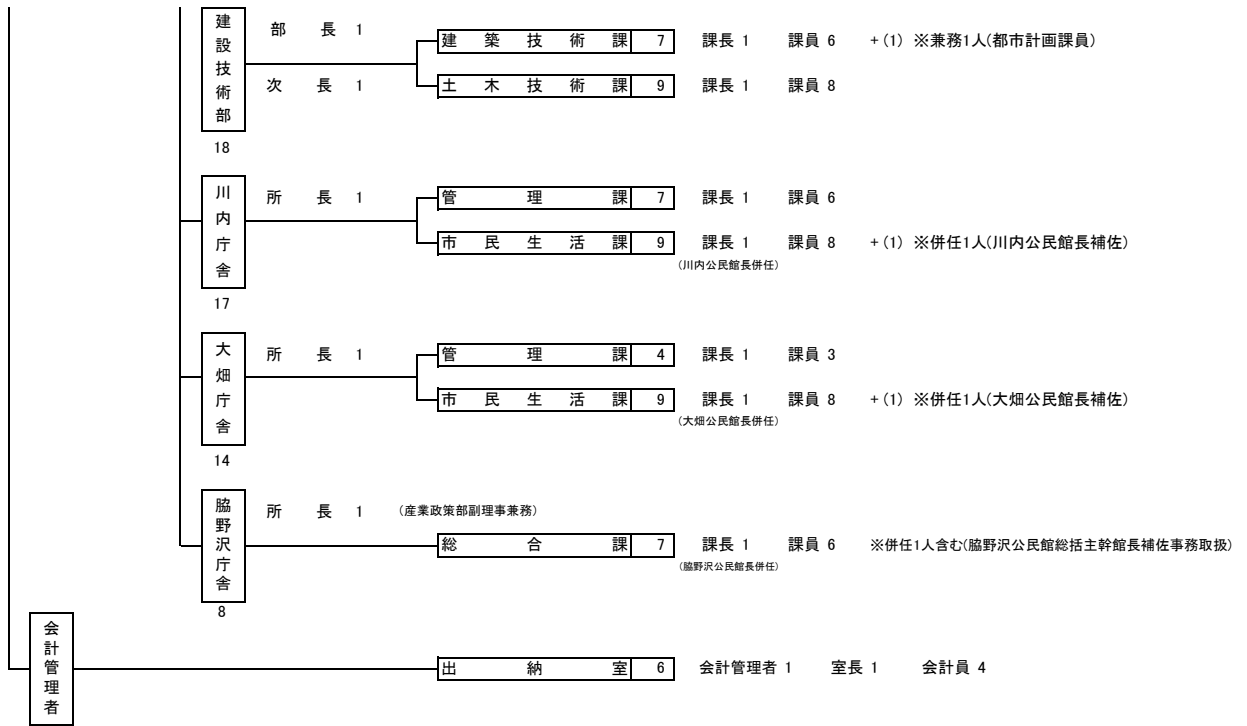 建設技術部
部 長 1
建 築 技 術 課 7 課長 1 課員 6 +(1) ※兼務1人(都市計画課員)
次 長 1
土 木 技 術 課 9 課長 1 課員 8
18
川内庁舎
所 長 1
管 理 課 7 課長 1 課員 6
市 民 生 活 課 9 課長 1 課員 8 +(1) ※併任1人(川内公民館長補佐)
(川内公民館長併任)
17
大畑庁舎
所 長 1
管 理 課 4 課長 1 課員 3
市 民 生 活 課 9 課長 1 課員 8 +(1) ※併任1人(大畑公民館長補佐)
(大畑公民館長併任)
14
脇野沢庁舎
所 長 1 (産業政策部副理事兼務)
総 合 課 7 課長 1 課員 6 ※併任1人含む(脇野沢公民館総括主幹館長補佐事務取扱)
(脇野沢公民館長併任)
8
会計管理者
出 納 室 6 会計管理者 1 室長 1 会計員 4